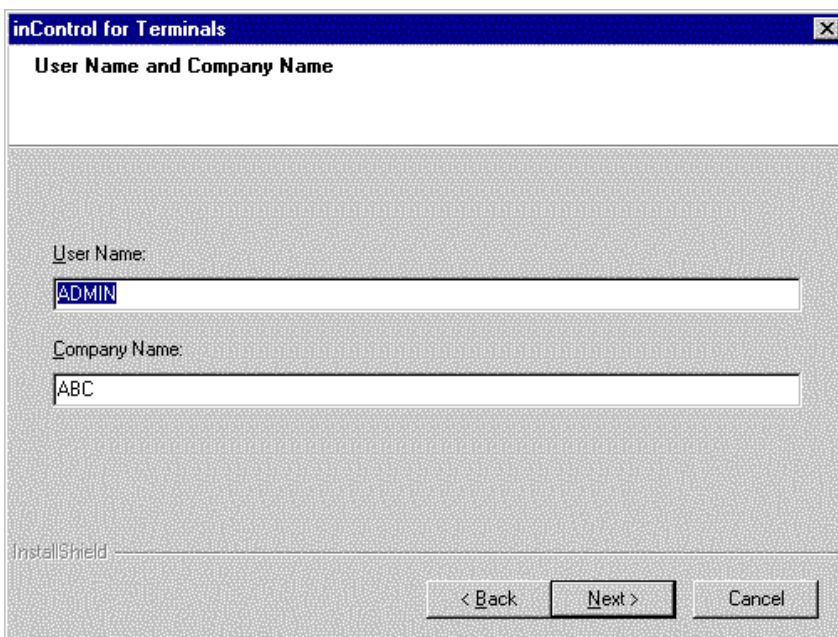 inControl for Terminals
User Name and Company Name
User Name:
ADMIN
Company Name:
ABC
InstallShield
< Back Next > Cancel